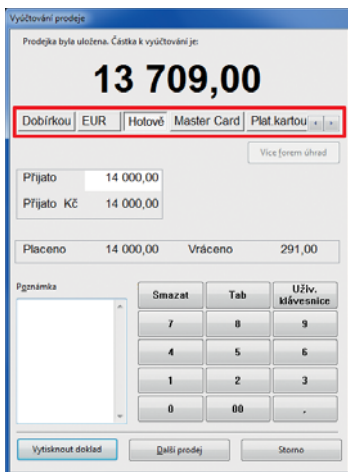 Vyúčtování prodeje
Prodejka byla uložena. Částka k vyúčtování je:
13 709,00
Dobírkou EUR Hotově Master Card Plat.kartou
Více forem úhrad
Přijato 14 000,00
Přijato Kč 14 000,00
Placeno 14 000,00 Vráceno 291,00
Poznámka
Smazat Tab Uživ. klávesnice
7 8 9
4 5 6
1 2 3
0 00 .
Vytisknout doklad Další prodej Storno